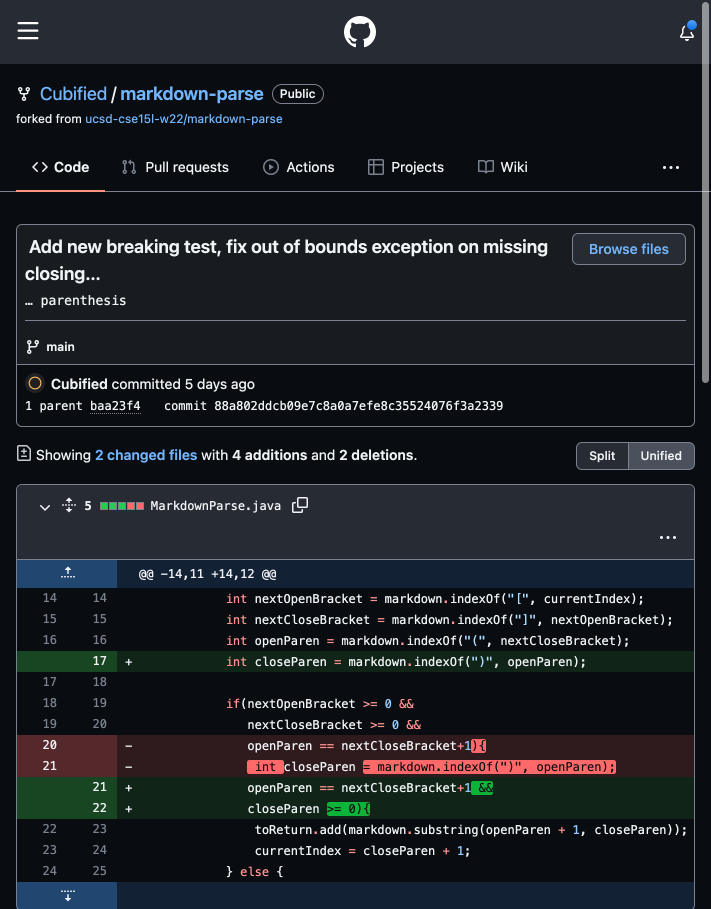 Cubified / markdown-parse Public
forked from ucsd-cse15l-w22/markdown-parse
Code Pull requests Actions Projects Wiki ...
Add new breaking test, fix out of bounds exception on missing
closing...
Browse files
… parenthesis
main
Cubified committed 5 days ago
1 parent baa23f4 commit 88a802ddcb09e7c8a0a7efe8c35524076f3a2339
Showing 2 changed files with 4 additions and 2 deletions.
Split Unified
5 MarkdownParse.java
...
@@ -14,11 +14,12 @@
14 14 int nextOpenBracket = markdown.indexOf("[", currentIndex);
15 15 int nextCloseBracket = markdown.indexOf("]", nextOpenBracket);
16 16 int openParen = markdown.indexOf("(", nextCloseBracket);
17 + int closeParen = markdown.indexOf(")", openParen);
17 18
18 19 if(nextOpenBracket >= 0 &&
19 20 nextCloseBracket >= 0 &&
20 - openParen == nextCloseBracket+1){
21 - int closeParen = markdown.indexOf(")", openParen);
21 + openParen == nextCloseBracket+1 &&
22 + closeParen >= 0){
22 23 toReturn.add(markdown.substring(openParen + 1, closeParen));
23 24 currentIndex = closeParen + 1;
24 25 } else {